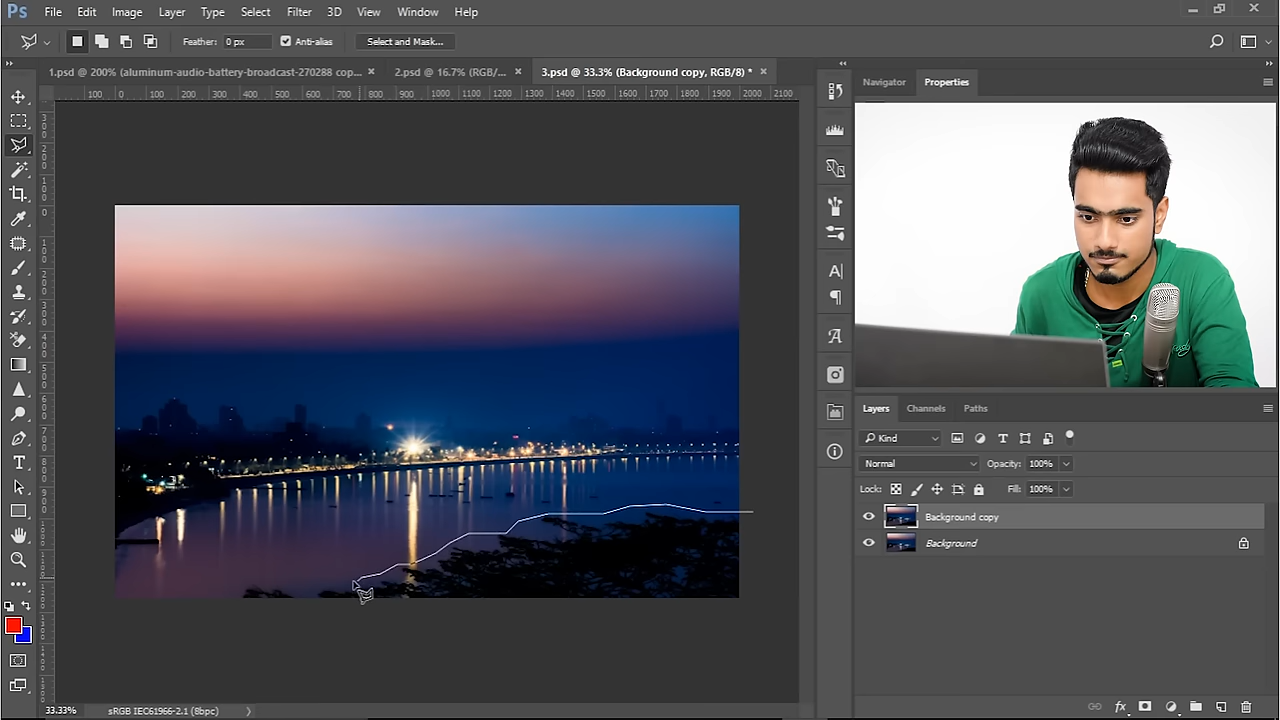 Ps File Edit Image Layer Type Select Filter 3D View Window Help
Feather: 0 px Anti-alias Select and Mask...
1.psd @ 200% (aluminum-audio-battery-broadcast-270288 cop... × 2.psd @ 16.7% (RGB/... × 3.psd @ 33.3% (Background copy, RGB/8) * ×
100 0 100 200 300 400 500 600 700 800 900 1000 1100 1200 1300 1400 1500 1600 1700 1800 1900 2000 2100
Navigator Properties
Layers Channels Paths
Kind
Normal Opacity: 100%
Lock: Fill: 100%
Background copy
Background
33.33% sRGB IEC61966-2.1 (8bpc)